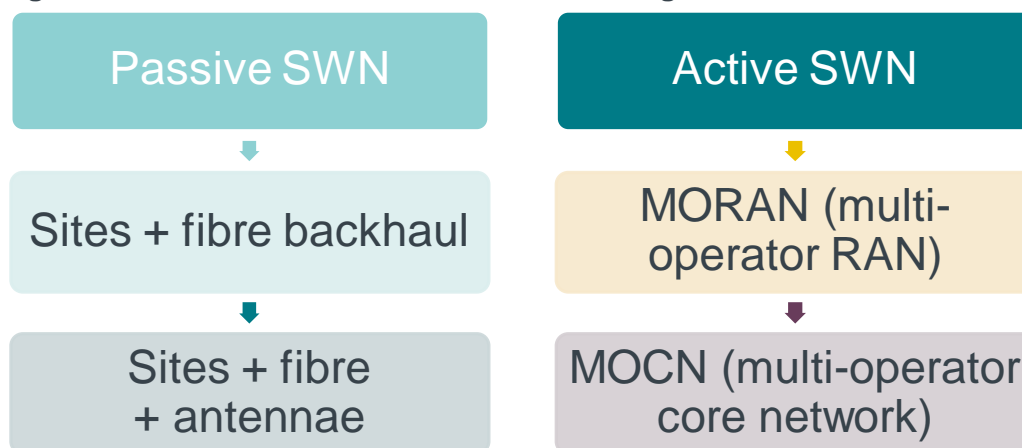 Passive SWN
Active SWN
Sites + fibre backhaul
MORAN (multi-
operator RAN)
Sites + fibre
+ antennae
MOCN (multi-operator
core network)